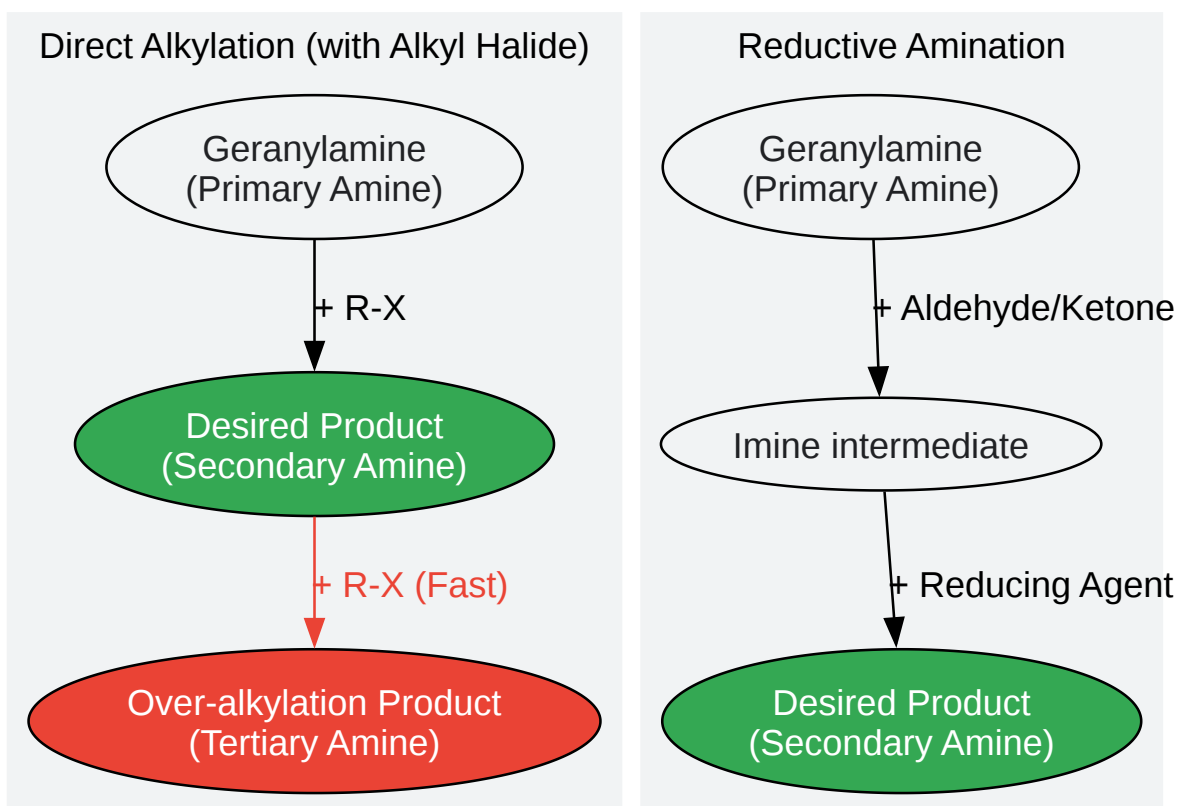 Direct Alkylation (with Alkyl Halide)
Geranylamine
(Primary Amine)
+ R-X
Desired Product
(Secondary Amine)
+ R-X (Fast)
Over-alkylation Product
(Tertiary Amine)
Reductive Amination
Geranylamine
(Primary Amine)
+ Aldehyde/Ketone
Imine intermediate
+ Reducing Agent
Desired Product
(Secondary Amine)